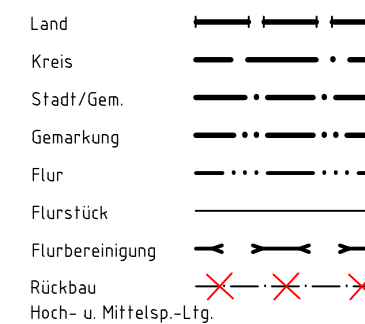 Land
Kreis
Stadt/Gem.
Gemarkung
Flur
Flurstück
Flurbereinigung
Rückbau
Hoch- u. Mittelsp.-Ltg.